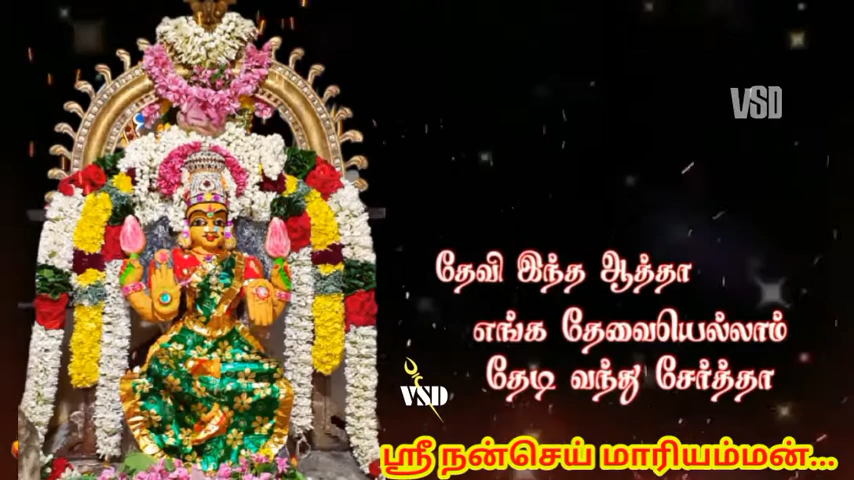 VSD
தேவி இந்த ஆத்தா
எங்க தேவையெல்லாம்
தேடி வந்து சேர்த்தா
VSD
ஸ்ரீ நன்செய் மாரியம்மன்...